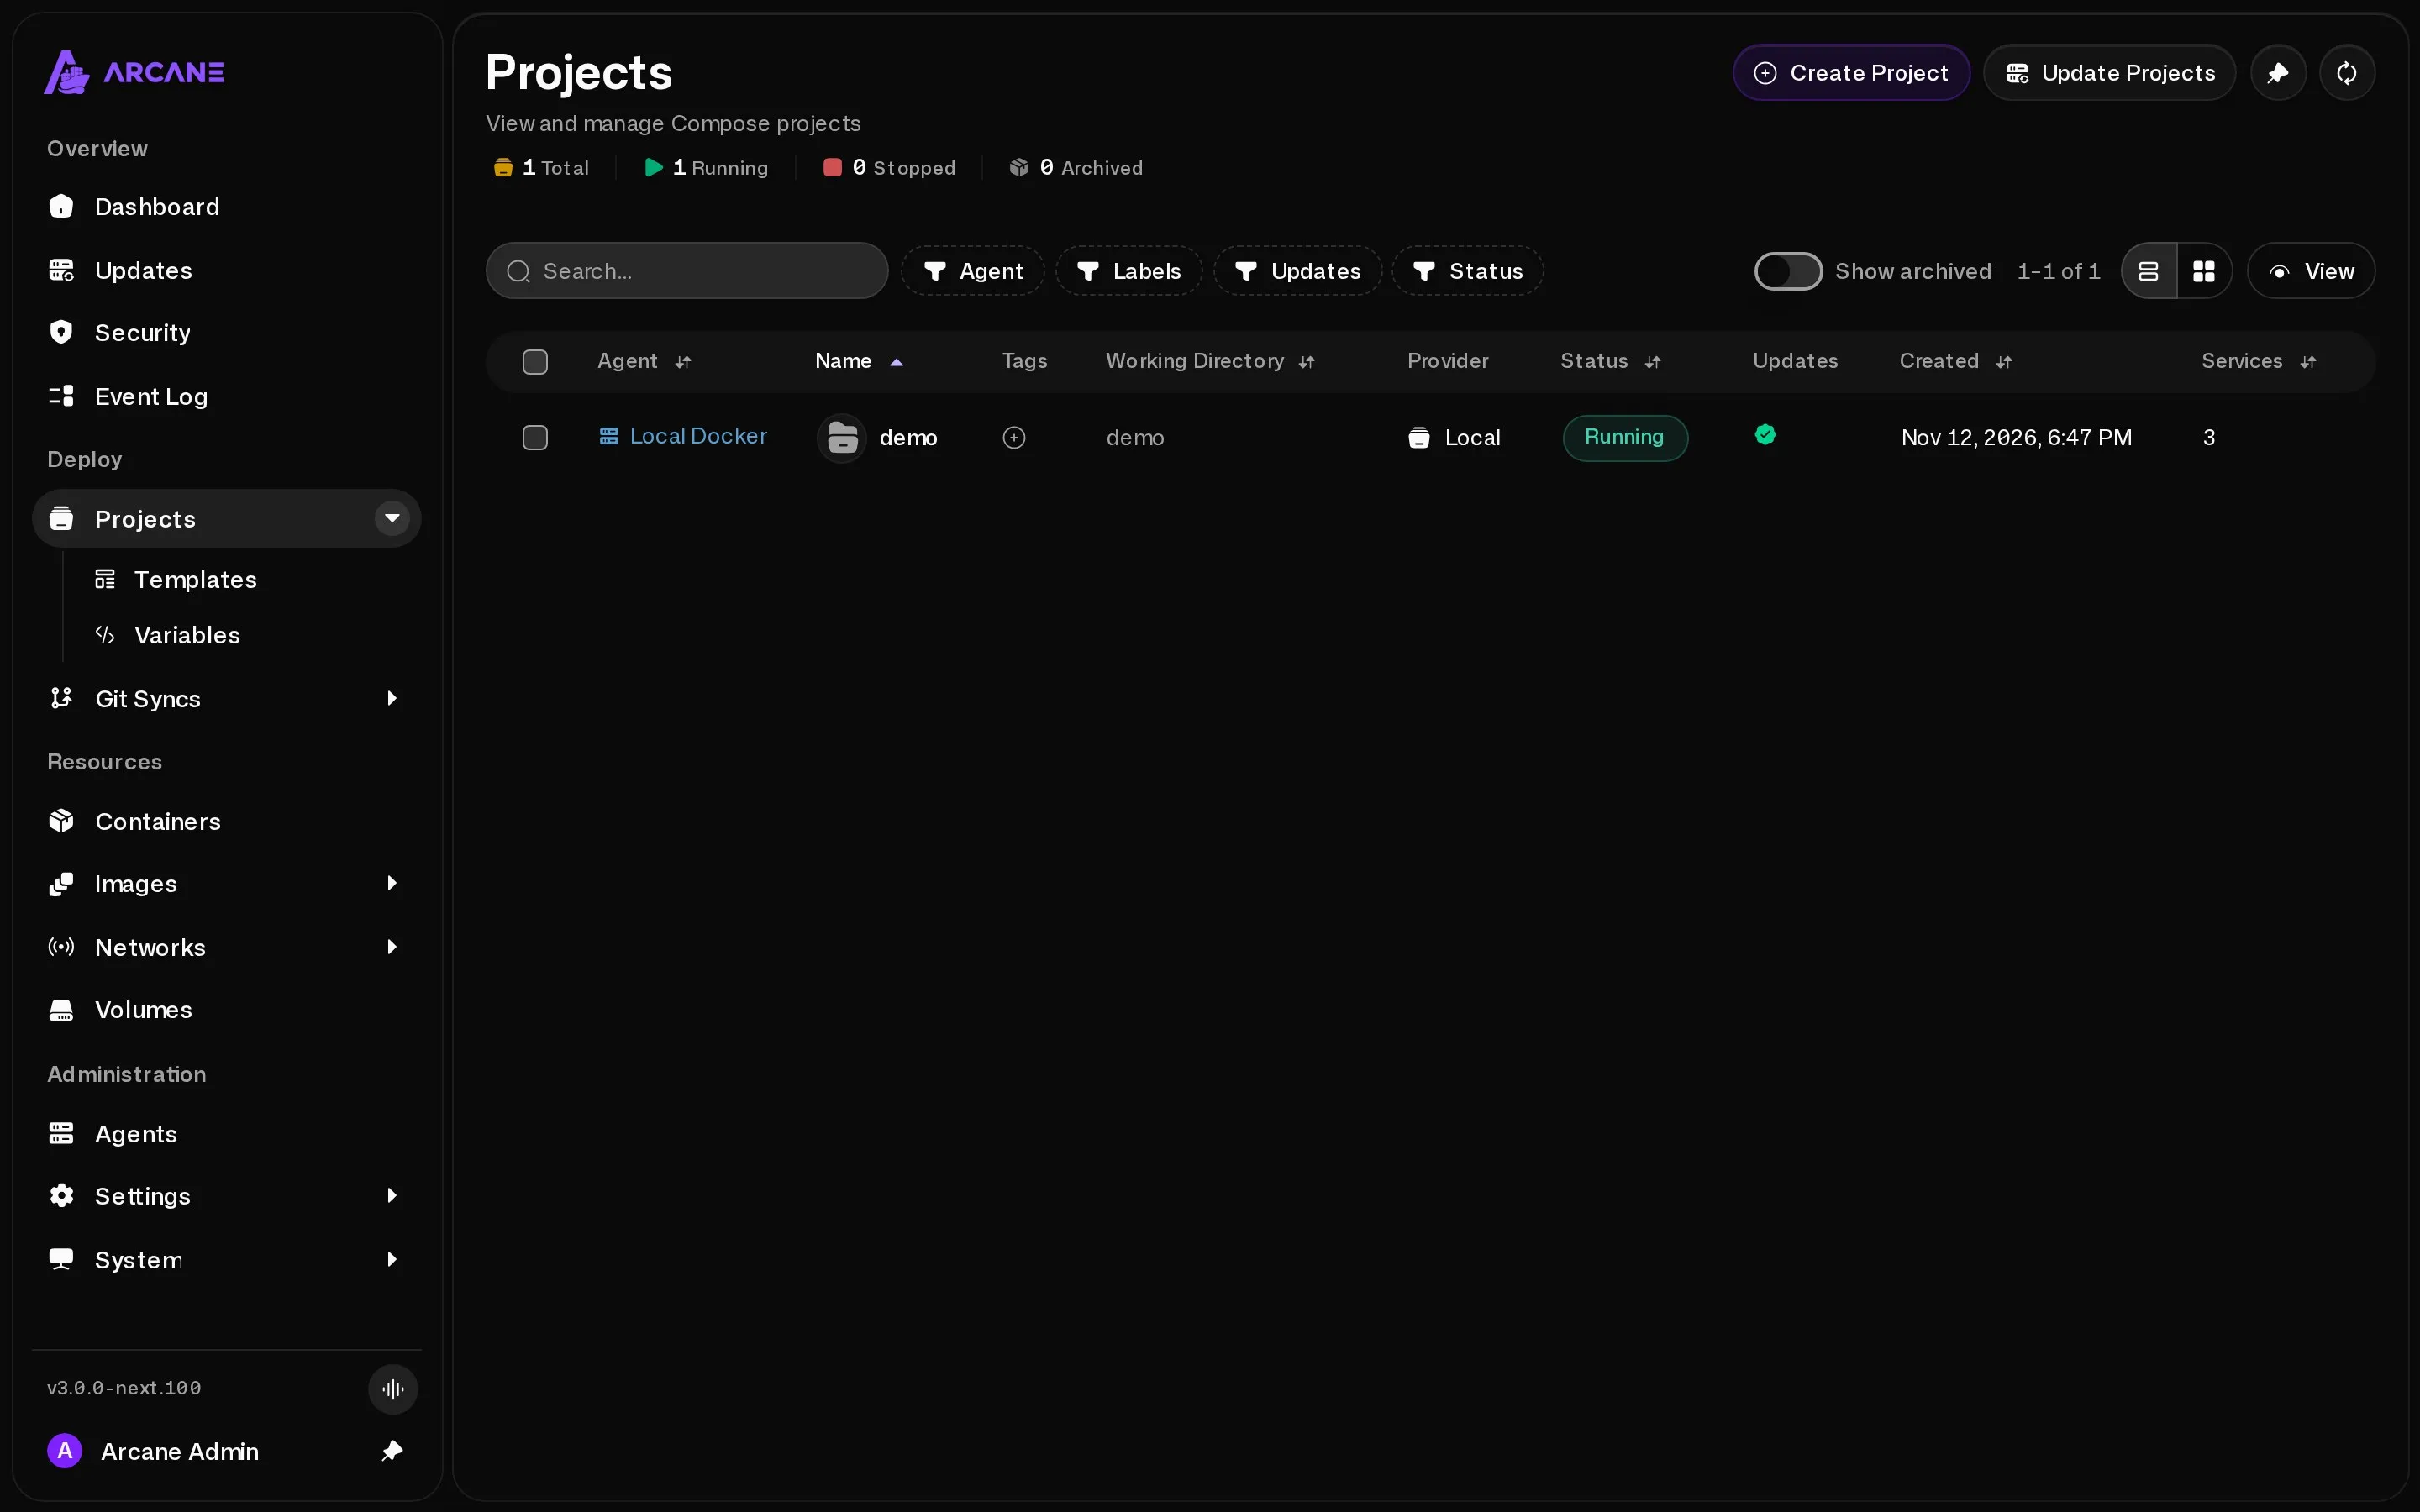 ARCANE
Overview
Dashboard
Updates
Security
Event Log
Deploy
Projects
Templates
Variables
Git Syncs
Resources
Containers
Images
Networks
Volumes
Administration
Agents
Settings
System
v3.0.0-next.100
A Arcane Admin
Projects
Create Project
Update Projects
View and manage Compose projects
1 Total 1 Running 0 Stopped 0 Archived
Search... Agent Labels Updates Status Show archived 1-1 of 1 View
Agent Name Tags Working Directory Provider Status Updates Created Services
Local Docker demo demo Local Running Nov 12, 2026, 6:47 PM 3